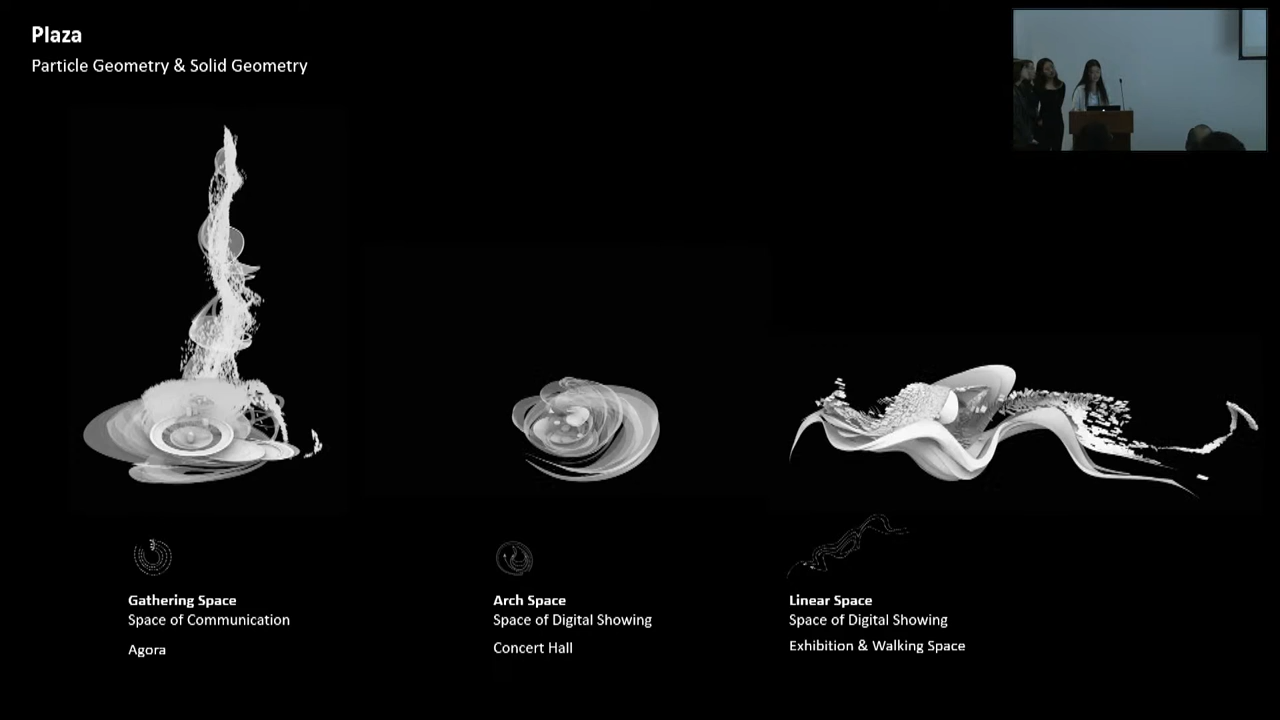 Plaza
Particle Geometry & Solid Geometry
Gathering Space
Space of Communication
Agora
Arch Space
Space of Digital Showing
Concert Hall
Linear Space
Space of Digital Showing
Exhibition & Walking Space